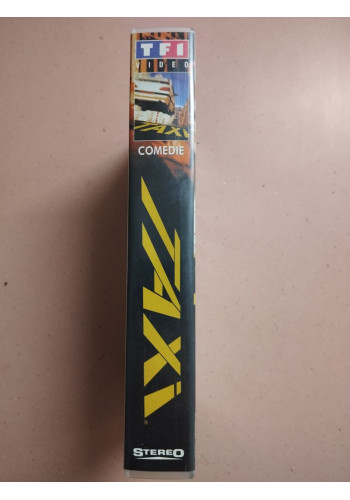 TF1
VIDEO
TAXI
COMEDIE
TAXi
STEREO